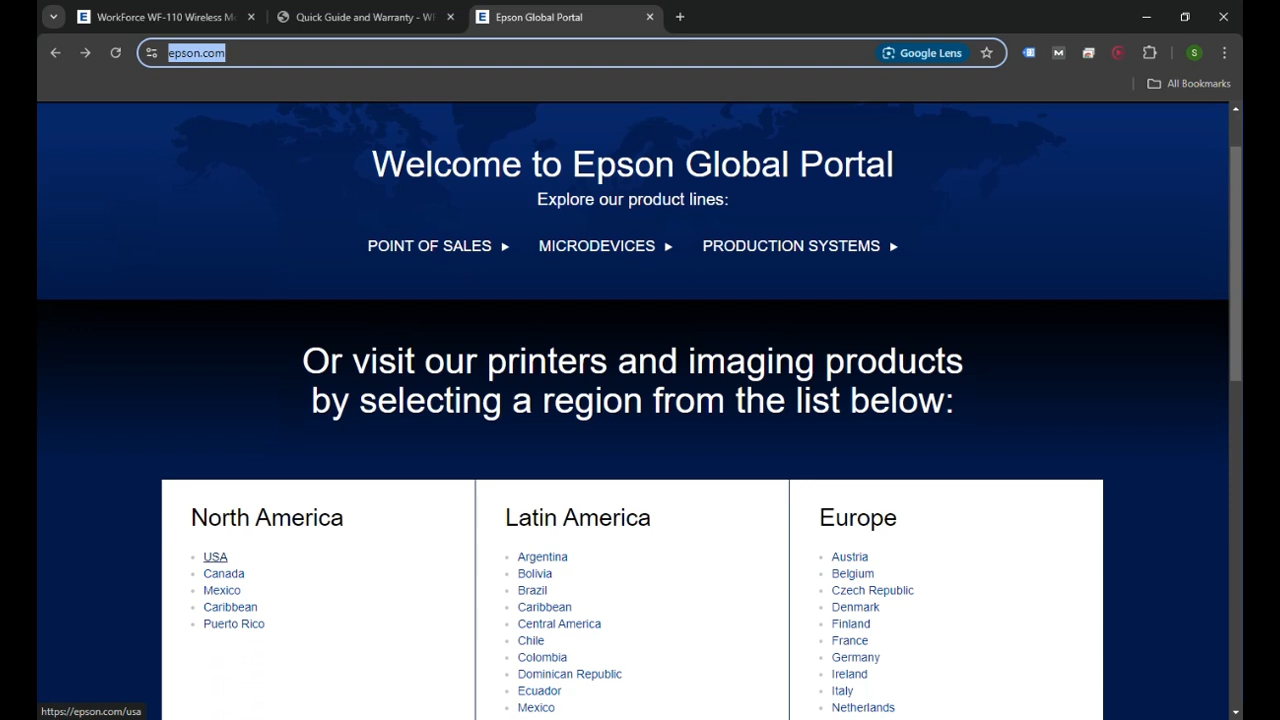 WorkForce WF-110 Wireless Mo
Quick Guide and Warranty - WF
Epson Global Portal
epson.com
Google Lens
M
S
All Bookmarks
Welcome to Epson Global Portal
Explore our product lines:
POINT OF SALES
MICRODEVICES
PRODUCTION SYSTEMS
Or visit our printers and imaging products
by selecting a region from the list below:
North America
USA
Canada
Mexico
Caribbean
Puerto Rico
Latin America
Argentina
Bolivia
Brazil
Caribbean
Central America
Chile
Colombia
Dominican Republic
Ecuador
Mexico
Europe
Austria
Belgium
Czech Republic
Denmark
Finland
France
Germany
Ireland
Italy
Netherlands
https://epson.com/usa